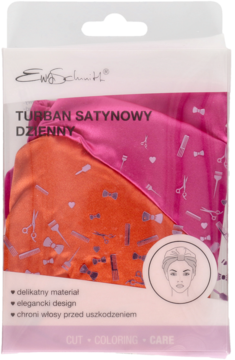 Ewa Schmitt
TURBAN SATYNOWY
DZIENNY
• delikatny materiał
• elegancki design
• chroni włosy przed uszkodzeniem
CUT • COLORING • CARE